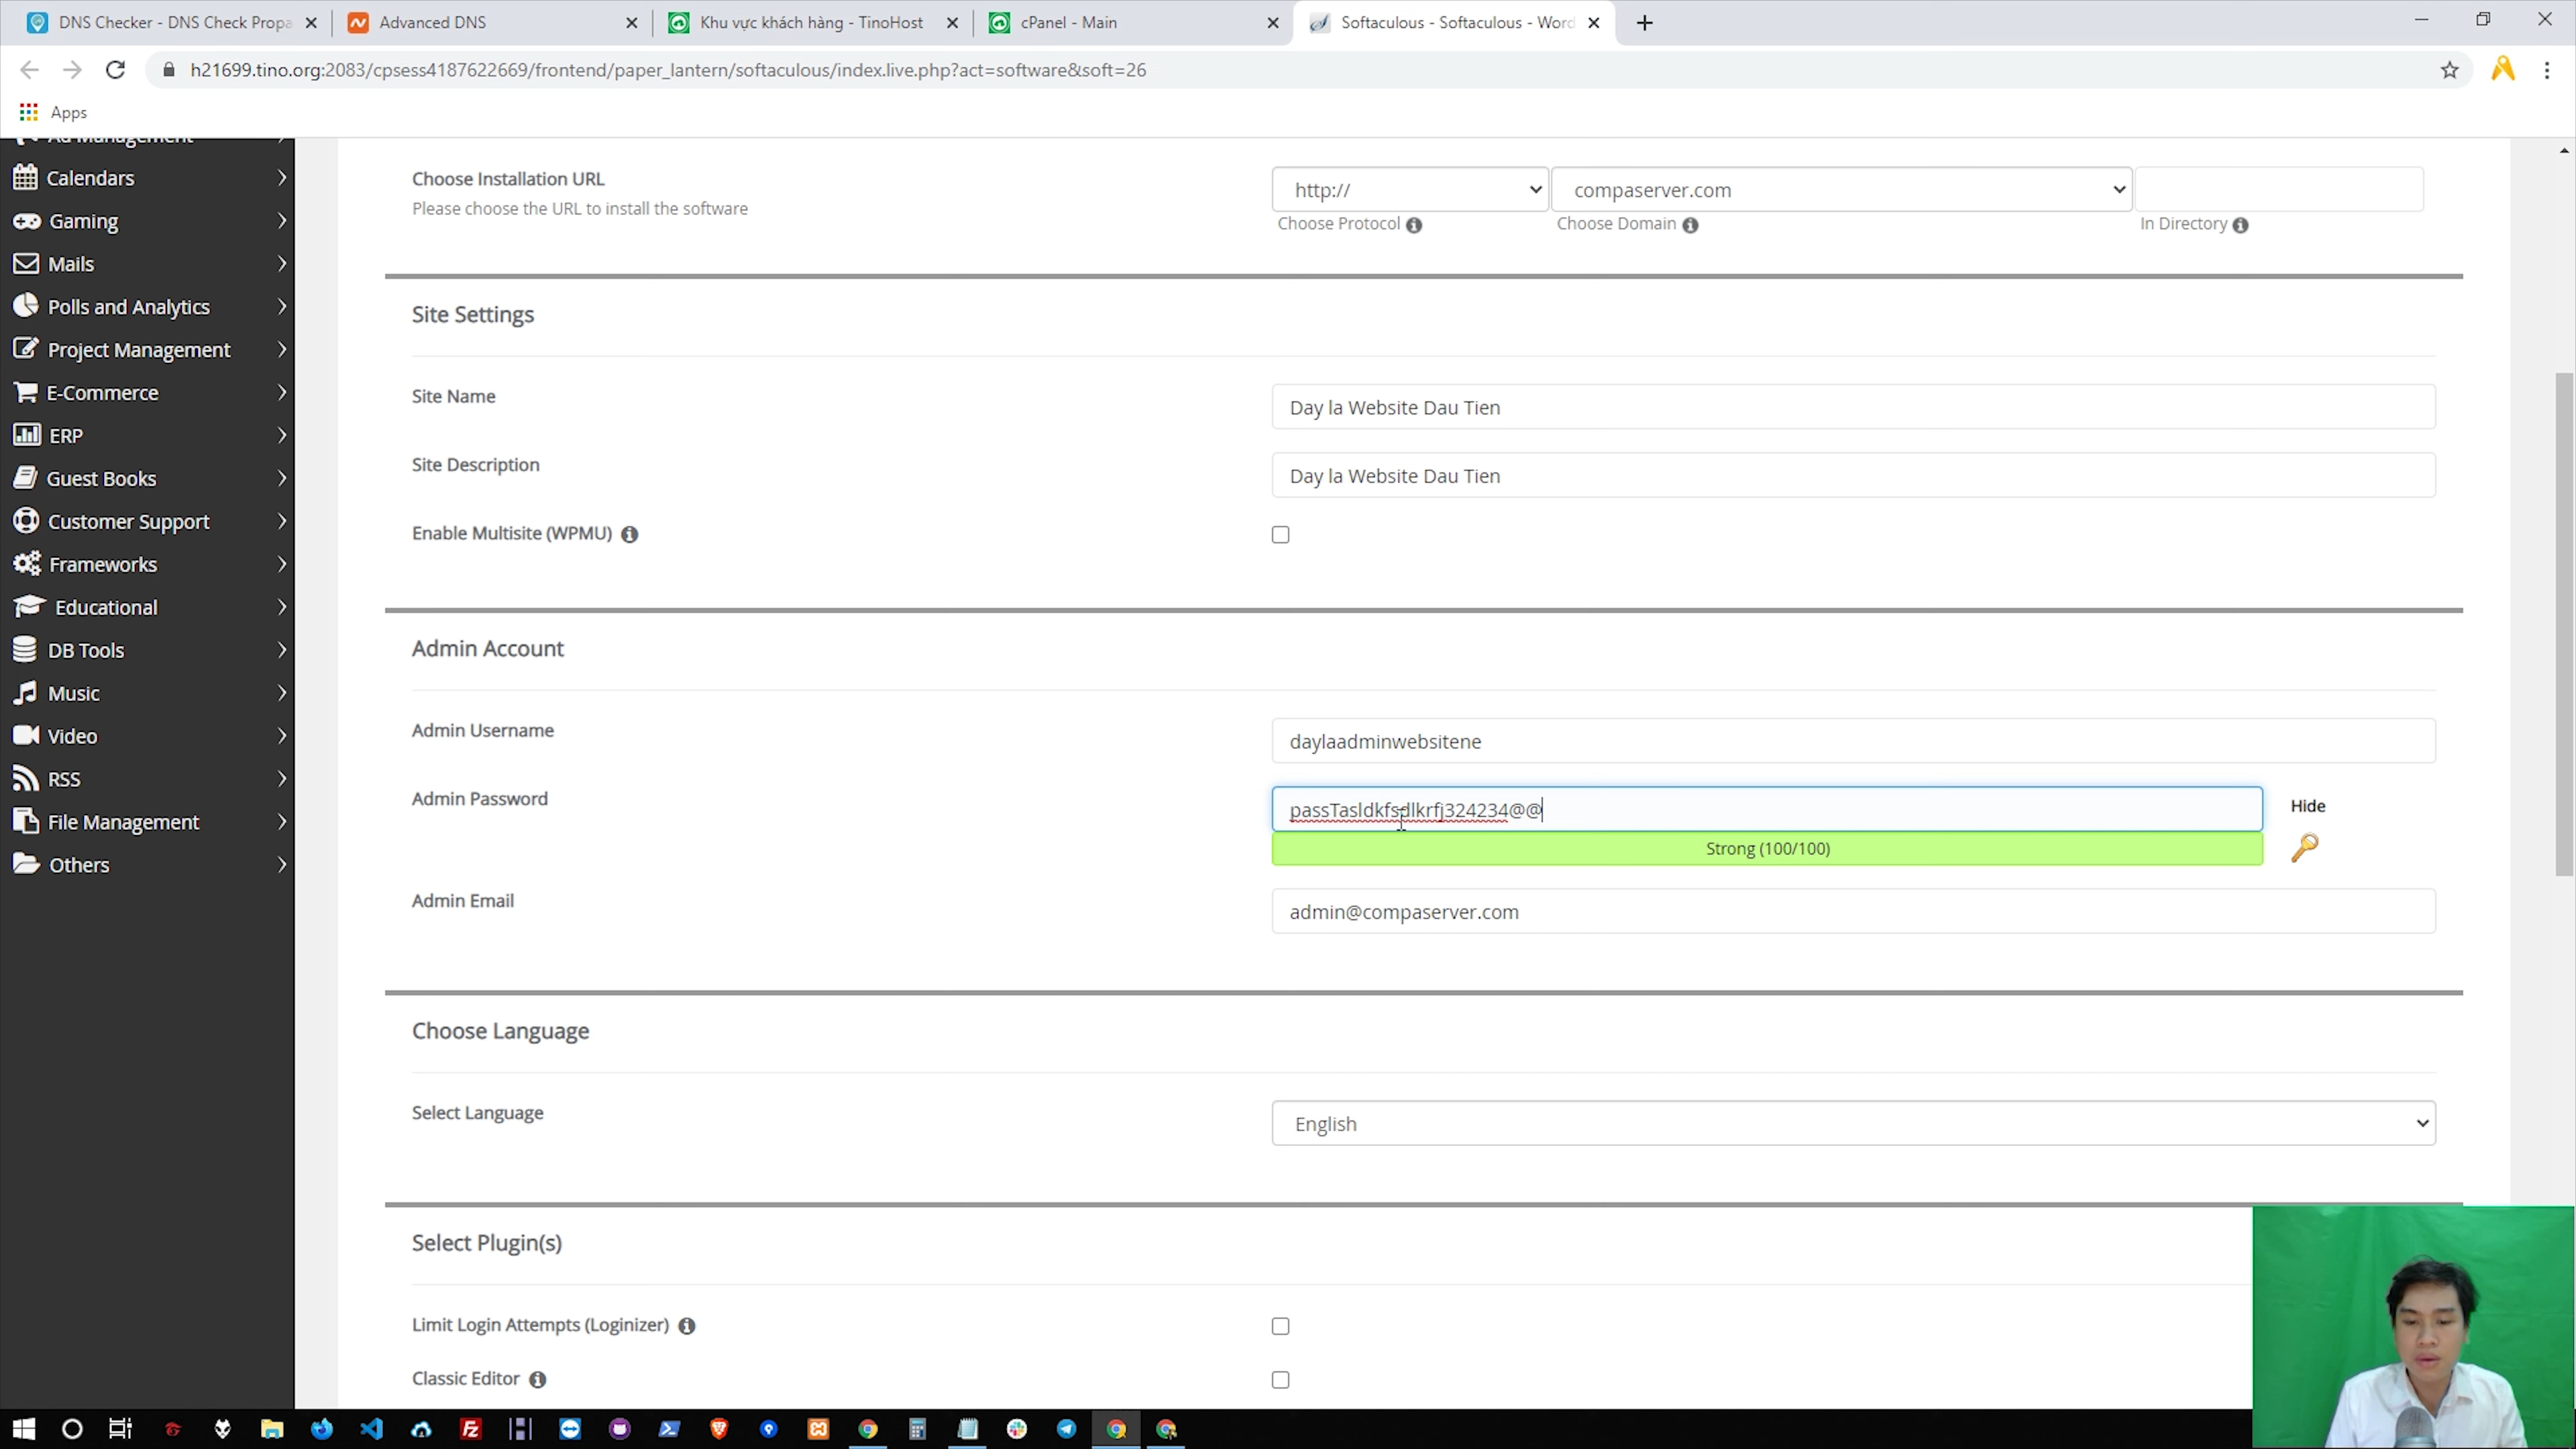 DNS Checker - DNS Check Propa
Advanced DNS
Khu vực khách hàng - TinoHost
cPanel - Main
Softaculous - Softaculous - Word
h21699.tino.org:2083/cpsess4187622669/frontend/paper_lantern/softaculous/index.live.php?act=software&soft=26
Apps
Ad Management
Calendars
Gaming
Mails
Polls and Analytics
Project Management
E-Commerce
ERP
Guest Books
Customer Support
Frameworks
Educational
DB Tools
Music
Video
RSS
File Management
Others
Choose Installation URL
Please choose the URL to install the software
http://
compaserver.com
Choose Protocol
Choose Domain
In Directory
Site Settings
Site Name
Day la Website Dau Tien
Site Description
Day la Website Dau Tien
Enable Multisite (WPMU)
Admin Account
Admin Username
daylaadminwebsitene
Admin Password
passTasldkfsdlkrfj324234@@
Hide
Strong (100/100)
Admin Email
admin@compaserver.com
Choose Language
Select Language
English
Select Plugin(s)
Limit Login Attempts (Loginizer)
Classic Editor